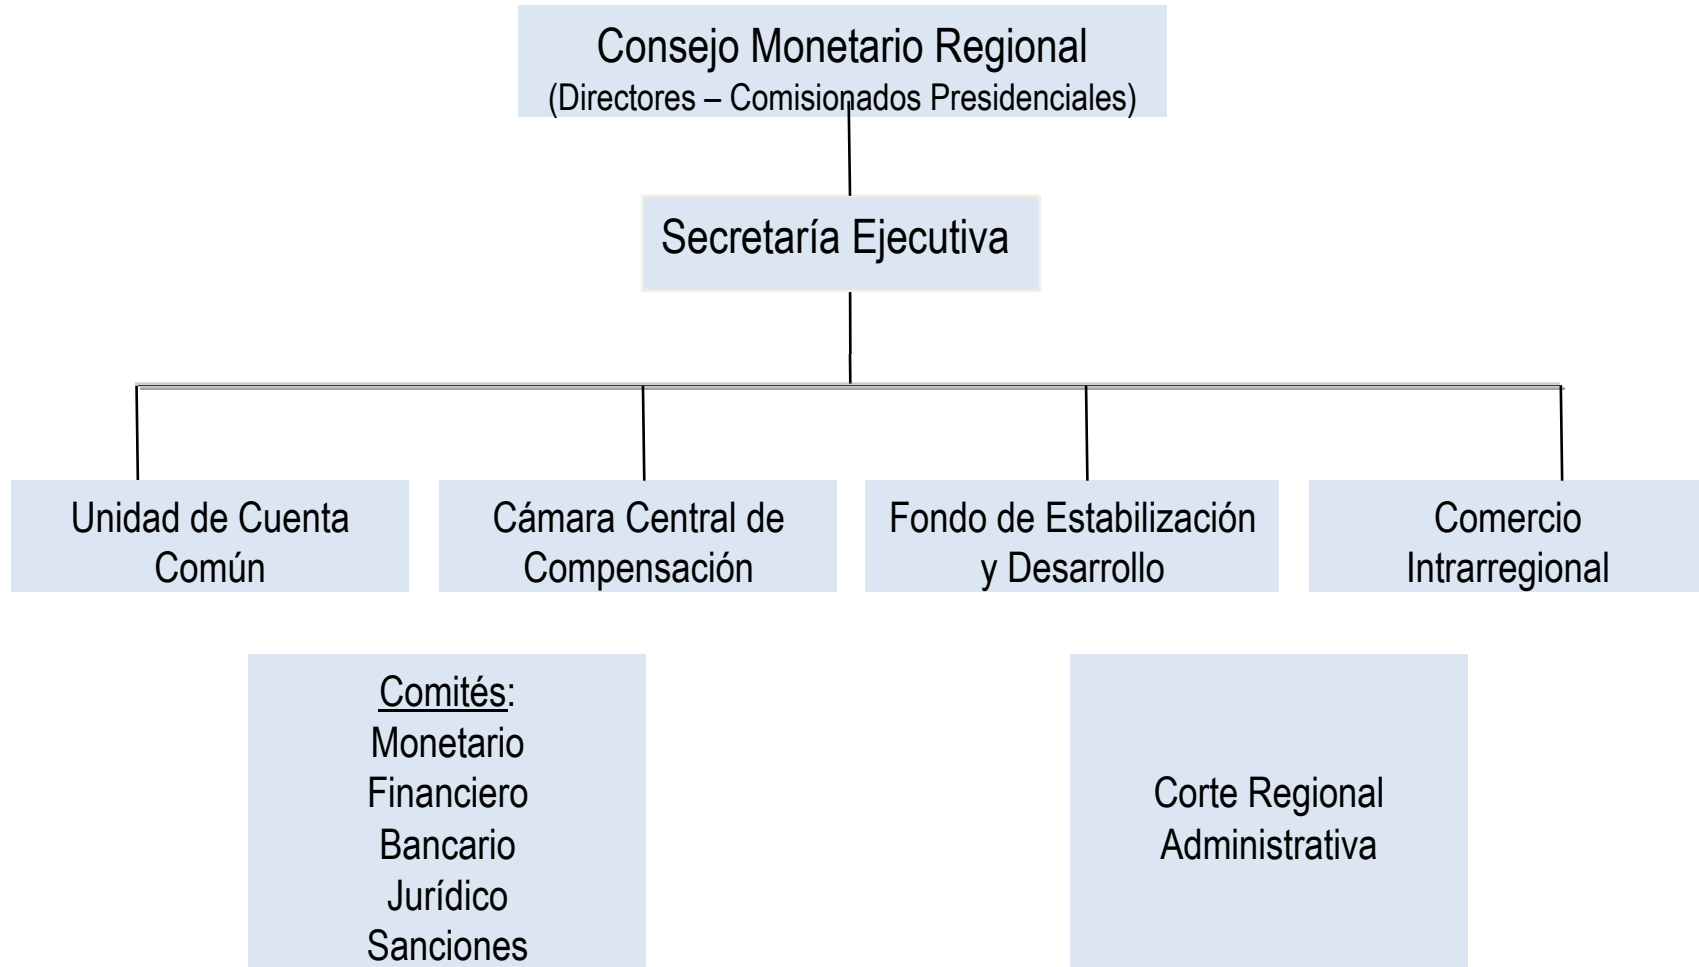 Consejo Monetario Regional
(Directores – Comisionados Presidenciales)
Secretaría Ejecutiva
Unidad de Cuenta
Común
Cámara Central de
Compensación
Fondo de Estabilización
y Desarrollo
Comercio
Intrarregional
Comités:
Monetario
Financiero
Bancario
Jurídico
Sanciones
Corte Regional
Administrativa